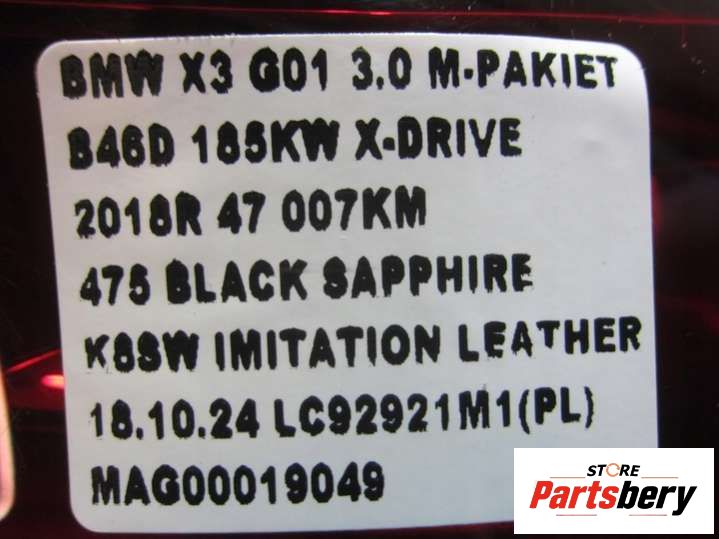 BMW X3 G01 3.0 M-PAKIET
B46D 185KW X-DRIVE
2018R 47 007KM
475 BLACK SAPPHIRE
K8SW IMITATION LEATHER
18.10.24 LC92921M1(PL)
MAG00019049
STORE
Partsbery